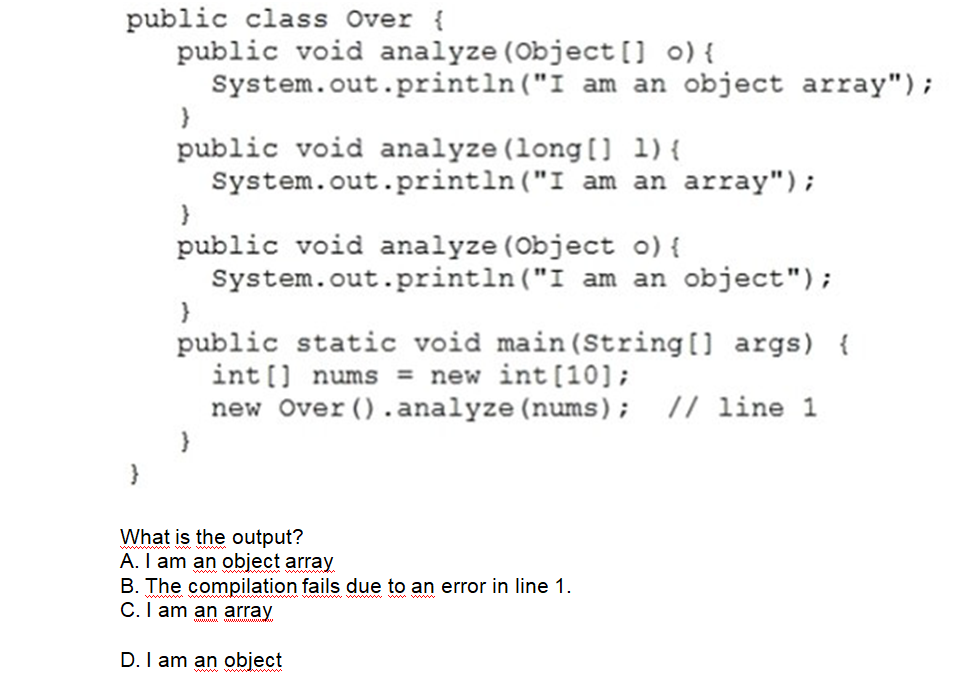 public class Over {
public void analyze(Object[] o){
System.out.println("I am an object array");
}
public void analyze(long[] l){
System.out.println("I am an array");
}
public void analyze(Object o){
System.out.println("I am an object");
}
public static void main(String[] args) {
int[] nums = new int[10];
new Over().analyze(nums); // line 1
}
}
What is the output?
A. I am an object array
B. The compilation fails due to an error in line 1.
C. I am an array
D. I am an object